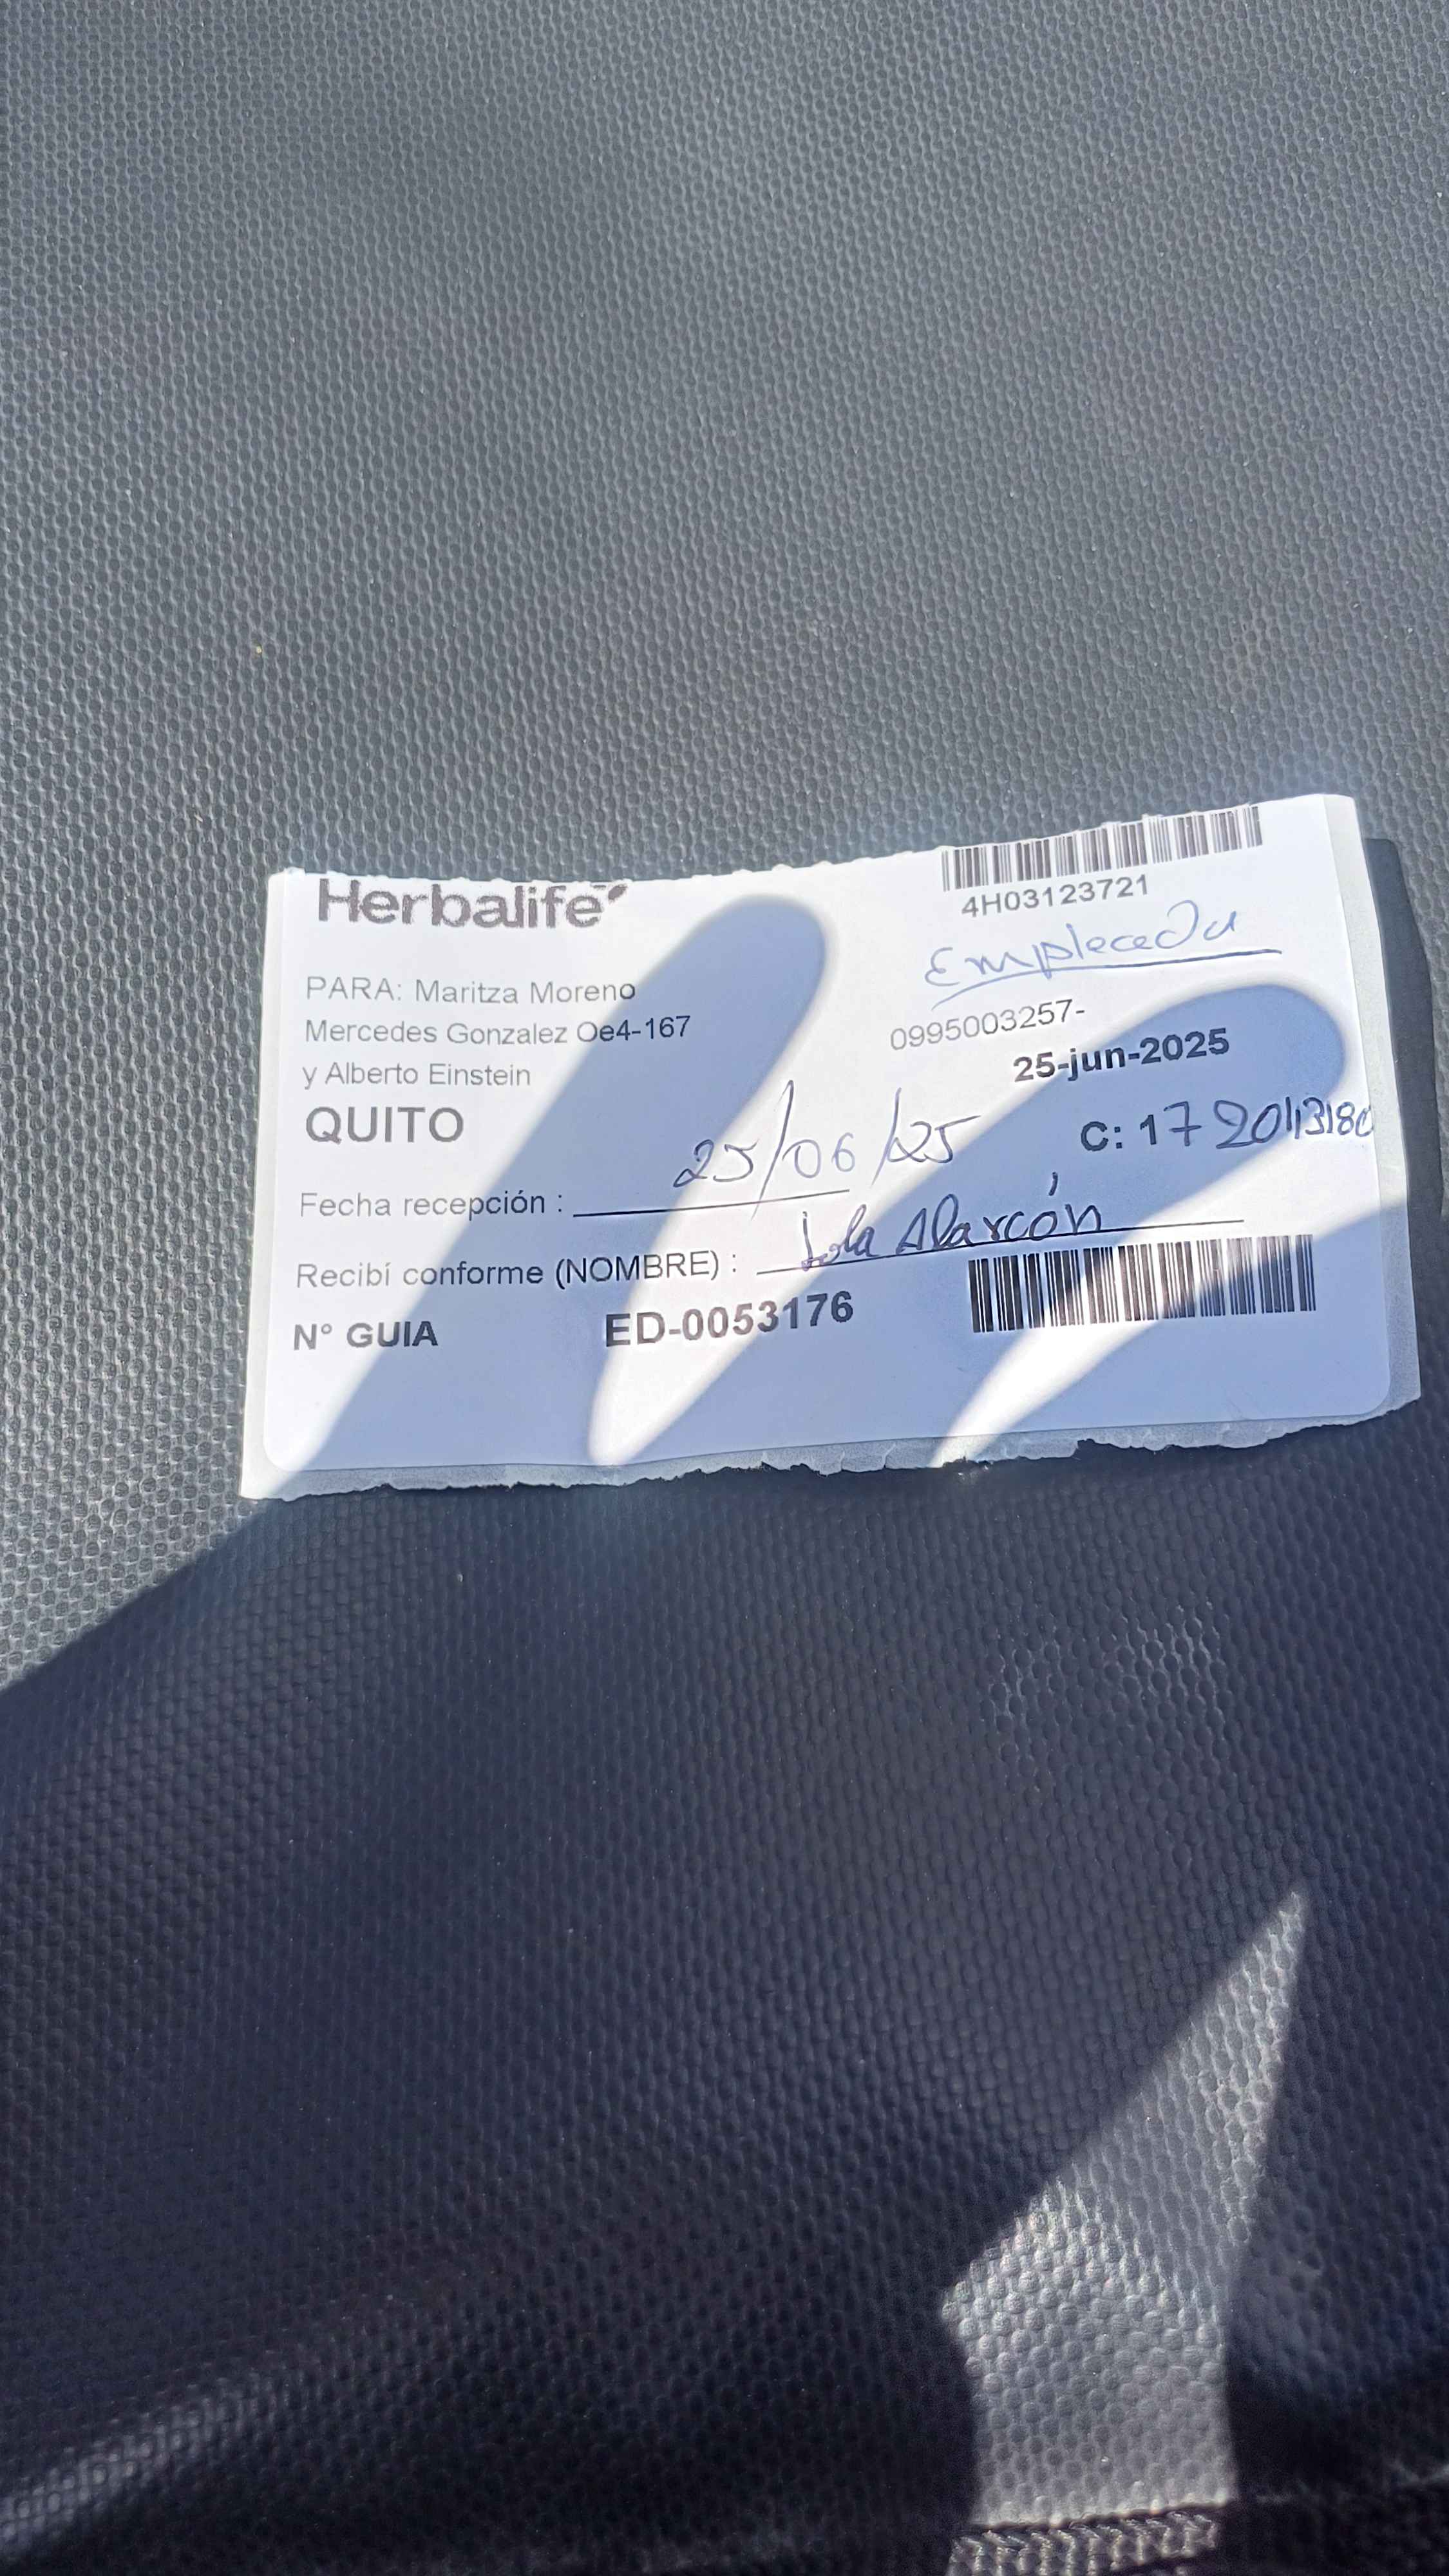 Herbalife
4H03123721
Empleada
PARA: Maritza Moreno
Mercedes Gonzalez Oe4-167
y Alberto Einstein
QUITO
0995003257-
25-jun-2025
C: 17
Fecha recepción : 25/06/25
Recibí conforme (NOMBRE) : Lola Alarcón
N° GUIA ED-0053176